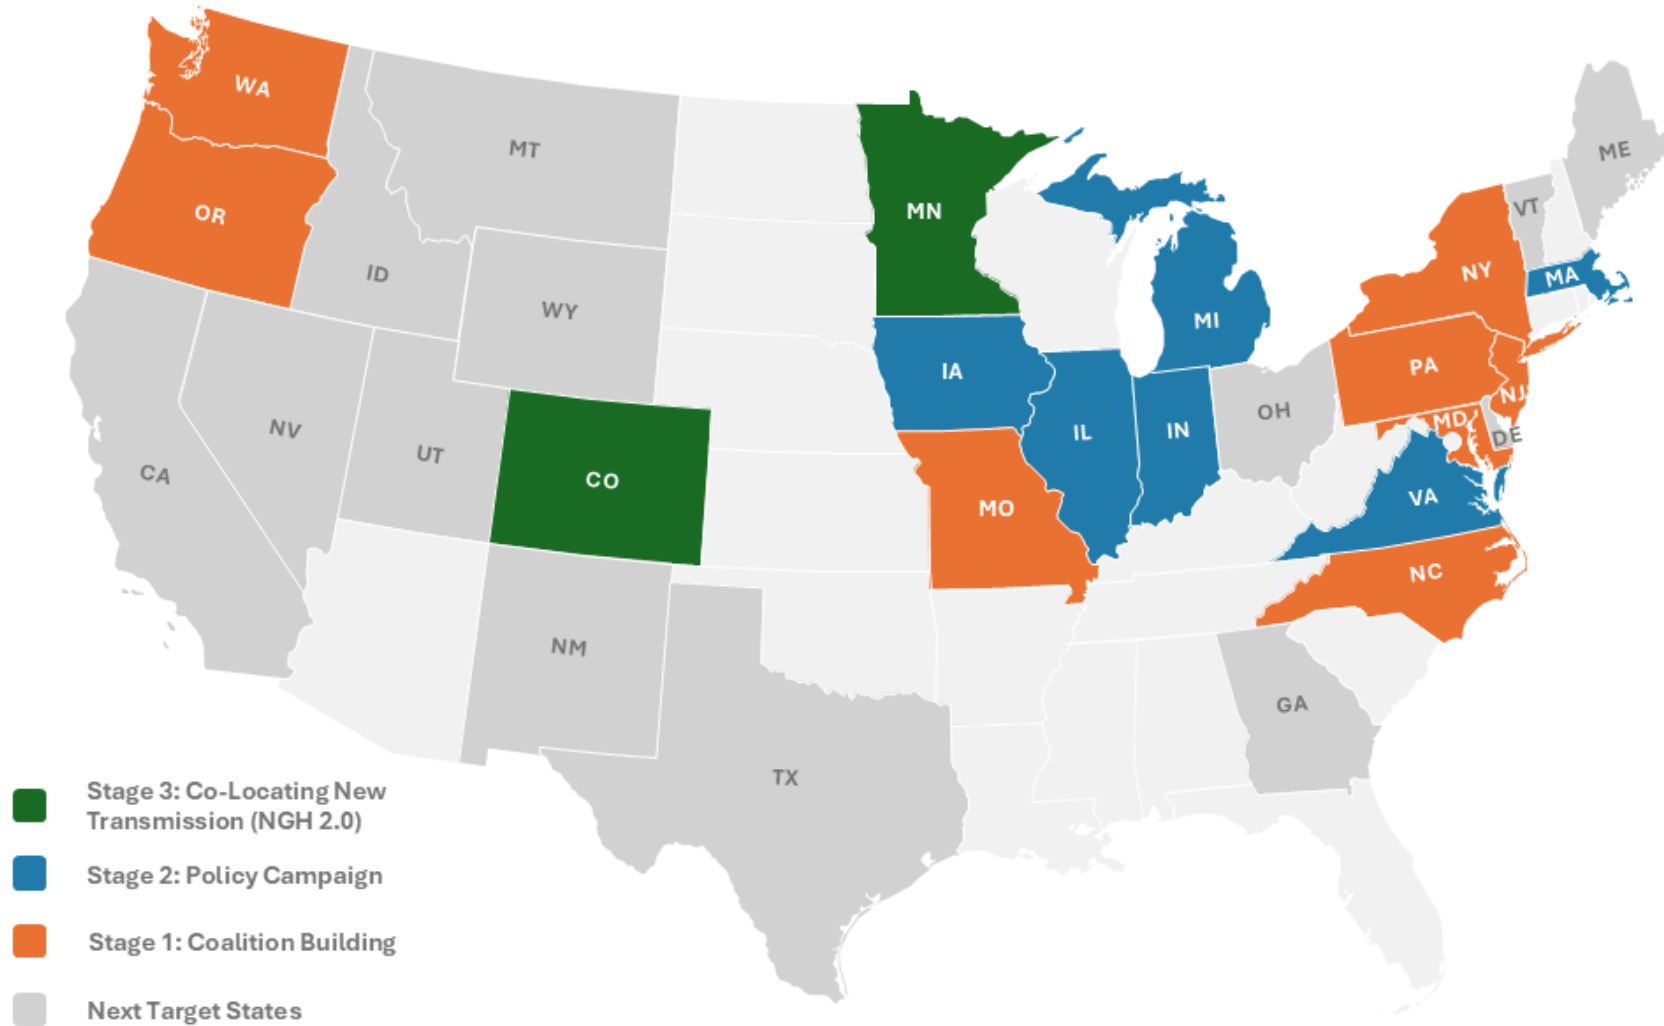 WA
MT
ME
OR
MN
VT
ID
NY
MA
WY
MI
IA
PA
NJ
NV
UT
OH
MD
DE
CA
CO
IL
IN
MO
VA
NC
NM
GA
TX
Stage 3: Co-Locating New
Transmission (NGH 2.0)
Stage 2: Policy Campaign
Stage 1: Coalition Building
Next Target States